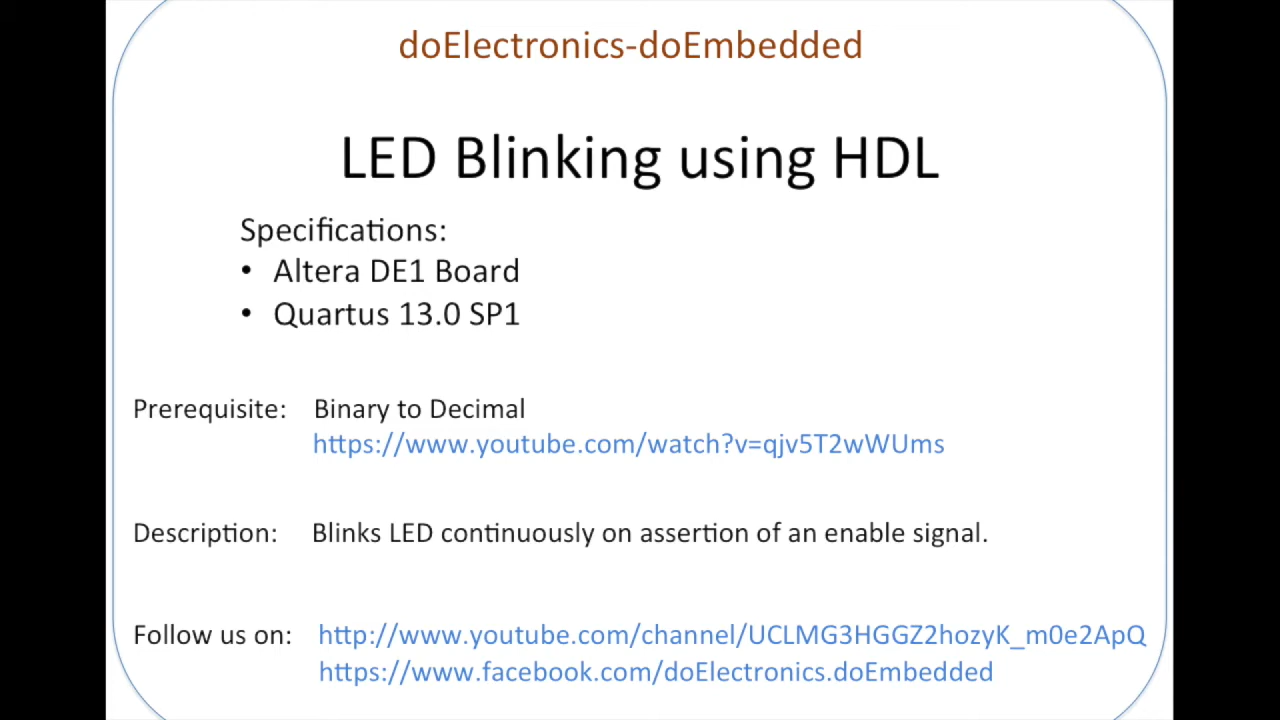 doElectronics-doEmbedded
LED Blinking using HDL
Specifications:
• Altera DE1 Board
• Quartus 13.0 SP1
Prerequisite: Binary to Decimal
https://www.youtube.com/watch?v=qjv5T2wWUms
Description: Blinks LED continuously on assertion of an enable signal.
Follow us on: http://www.youtube.com/channel/UCLMG3HGGZ2hozyK_m0e2ApQ
https://www.facebook.com/doElectronics.doEmbedded